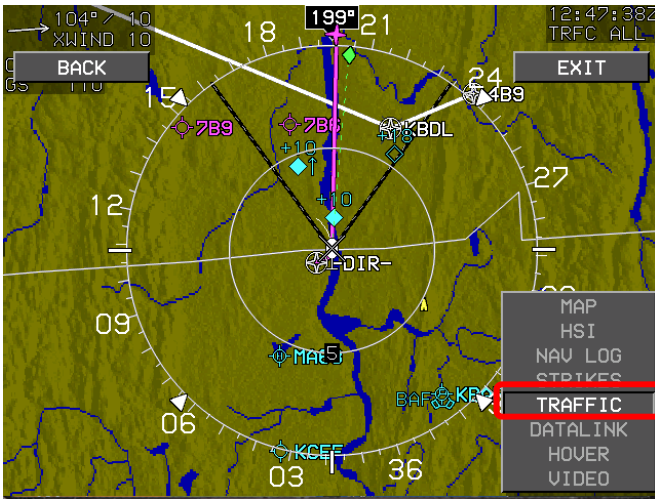 104°/ 10
XWIND 10
199°
12:47:38Z
TRFC ALL
18
21
BACK
EXIT
15
24
4B9
7B9
7B6
KBDL
+18
+10
27
12
+10
-DIR-
09
5
MAP
HSI
NAV LOG
STRIKES
TRAFFIC
DATALINK
HOVER
VIDEO
BAF
06
03
36